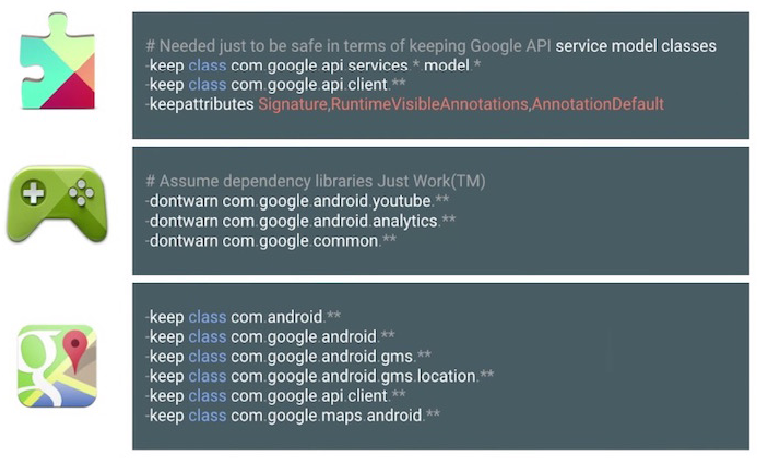 # Needed just to be safe in terms of keeping Google API service model classes
-keep class com.google.api.services.* model.*
-keep class com.google.api.client.**
-keepattributes Signature,RuntimeVisibleAnnotations,AnnotationDefault
# Assume dependency libraries Just Work(TM)
-dontwarn com.google.android.youtube.**
-dontwarn com.google.android.analytics.**
-dontwarn com.google.common.**
-keep class com.android.**
-keep class com.google.android.**
-keep class com.google.android.gms.**
-keep class com.google.android.gms.location.**
-keep class com.google.api.client.**
-keep class com.google.maps.android.**
g